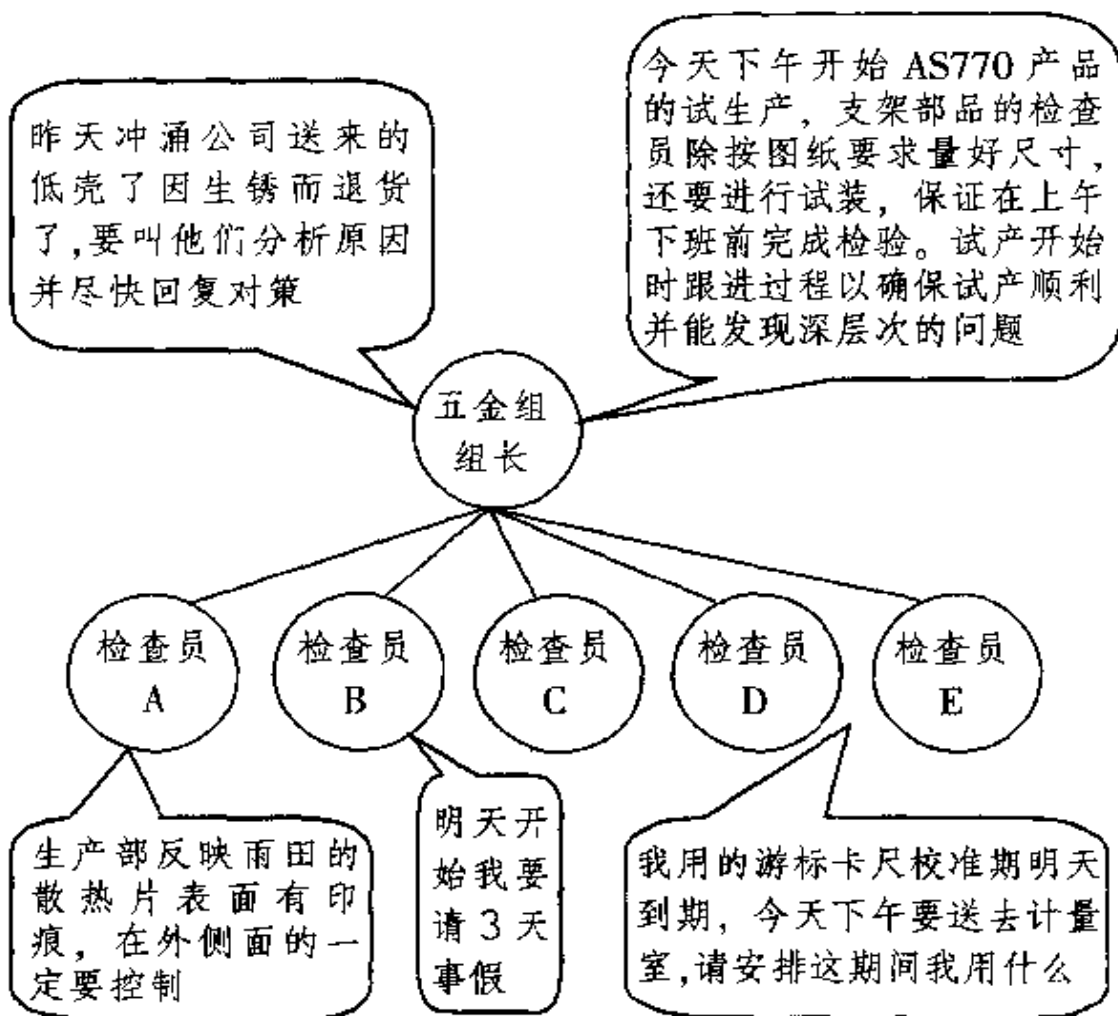 昨天冲涌公司送来的
低壳了因生锈而退货
了,要叫他们分析原因
并尽快回复对策
今天下午开始 AS770 产品
的试生产，支架部品的检查
员除按图纸要求量好尺寸，
还要进行试装，保证在上午
下班前完成检验。试产开始
时跟进过程以确保试产顺利
并能发现深层次的问题
五金组
组长
检查员
A
检查员
B
检查员
C
检查员
D
检查员
E
生产部反映雨田的
散热片表面有印
痕，在外侧面的一
定要控制
明天开
始我要
请3天
事假
我用的游标卡尺校准期明天
到期，今天下午要送去计量
室,请安排这期间我用什么